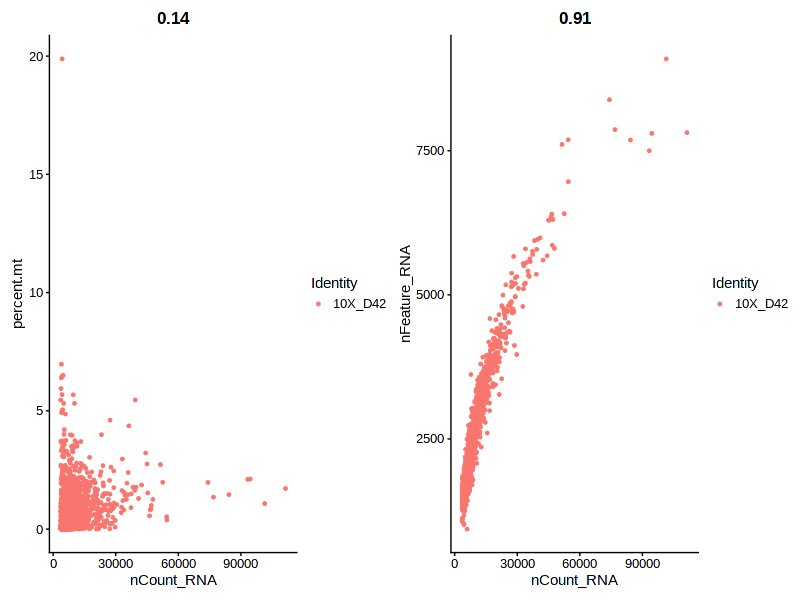 0.14
20
15
10
5
0
percent.mt
0
30000
60000
90000
nCount_RNA
Identity
10X_D42
0.91
7500
5000
2500
nFeature_RNA
0
30000
60000
90000
nCount_RNA
Identity
10X_D42